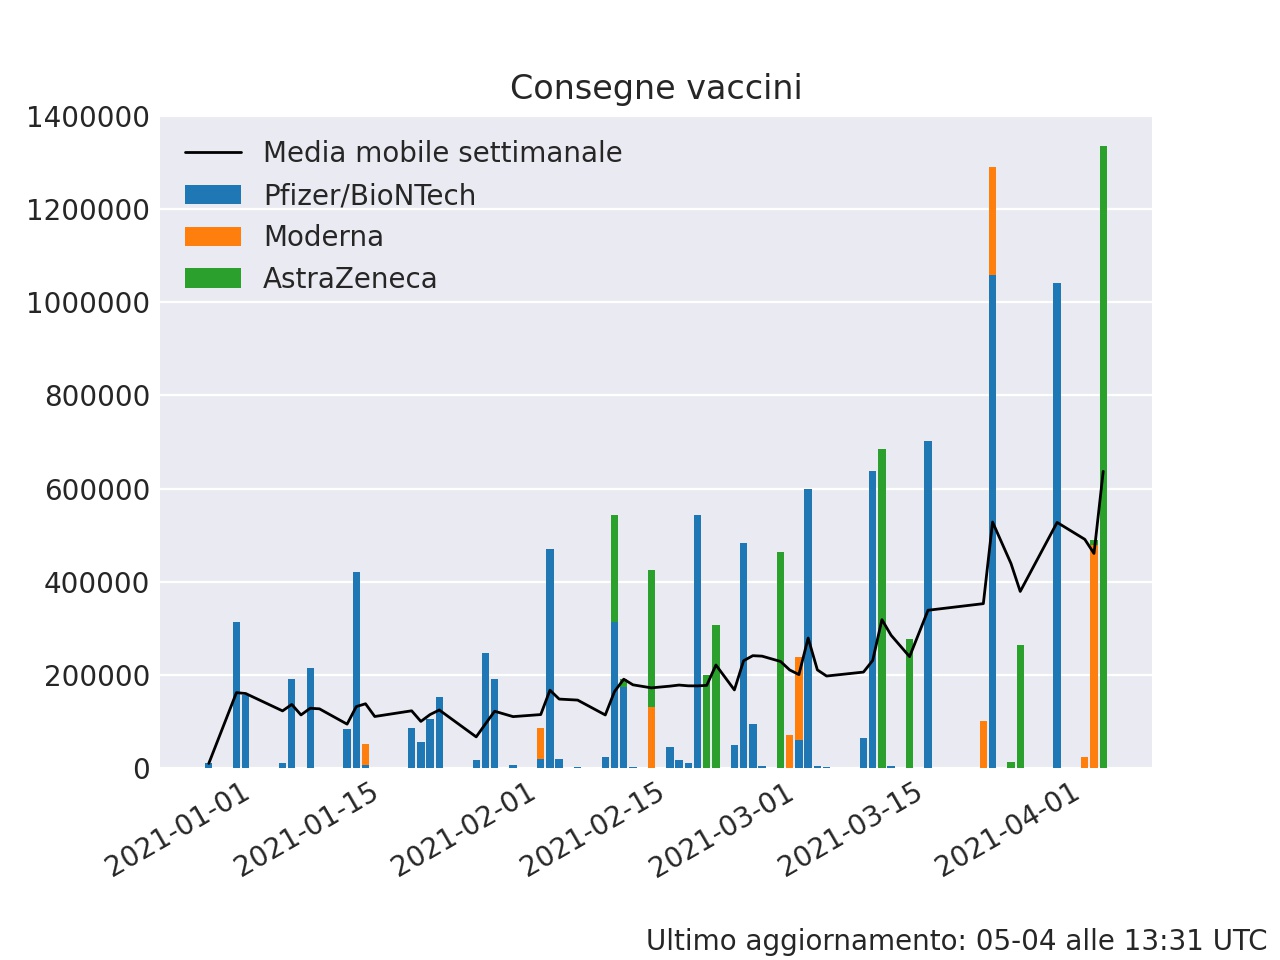 Consegne vaccini
1400000
1200000
1000000
800000
600000
400000
200000
0
Media mobile settimanale
Pfizer/BioNTech
Moderna
AstraZeneca
2021-01-01
2021-01-15
2021-02-01
2021-02-15
2021-03-01
2021-03-15
2021-04-01
Ultimo aggiornamento: 05-04 alle 13:31 UTC